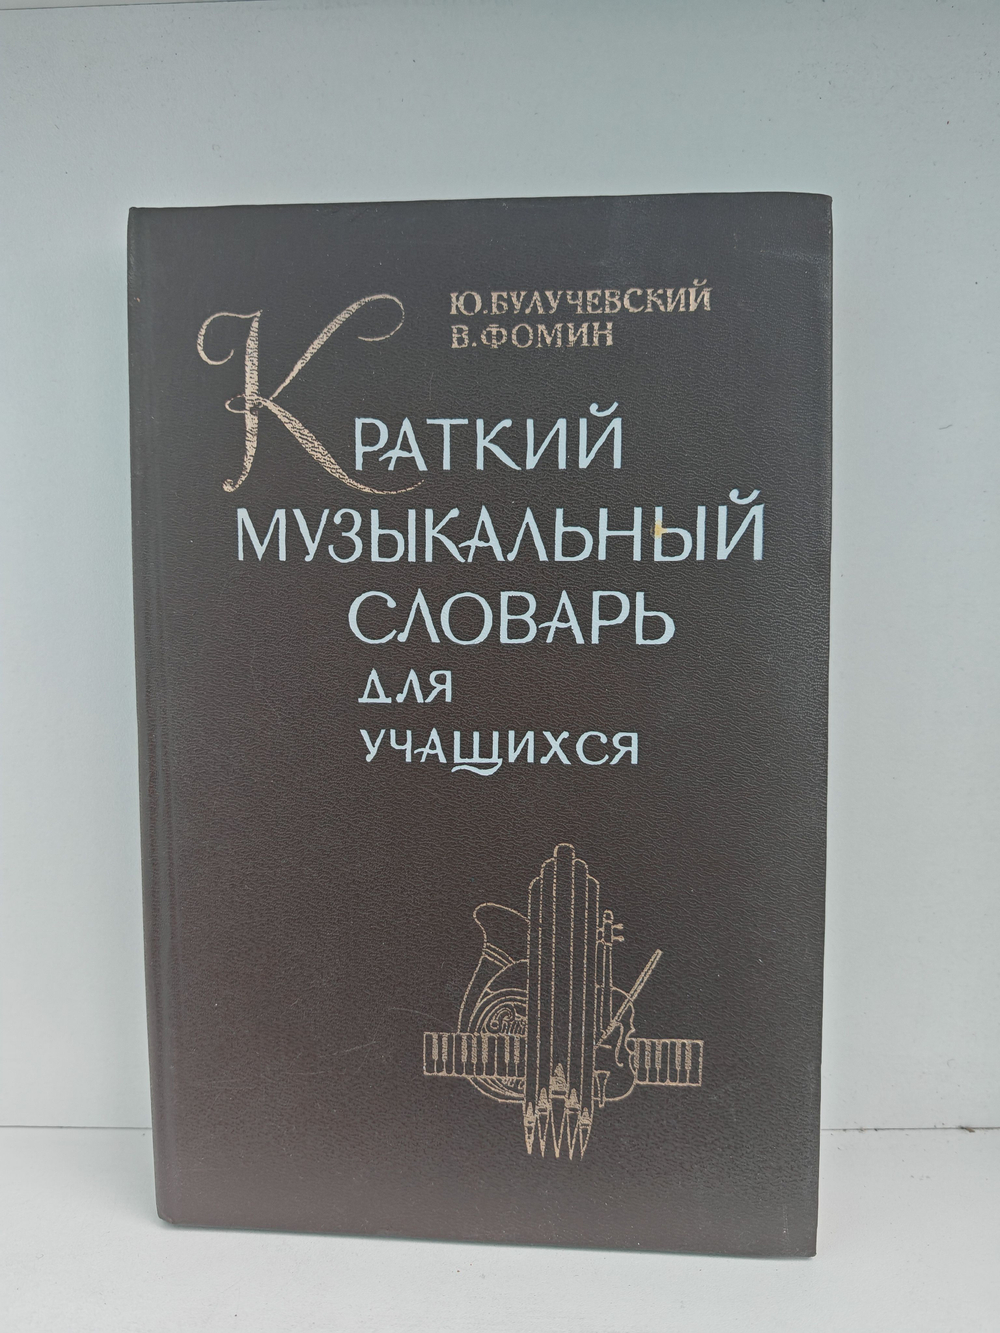 Ю.БУЛУЧЕВСКИЙ
В.ФОМИН
КРАТКИЙ
МУЗЫКАЛЬНЫЙ
СЛОВАРЬ
ДЛЯ
УЧАЩИХСЯ